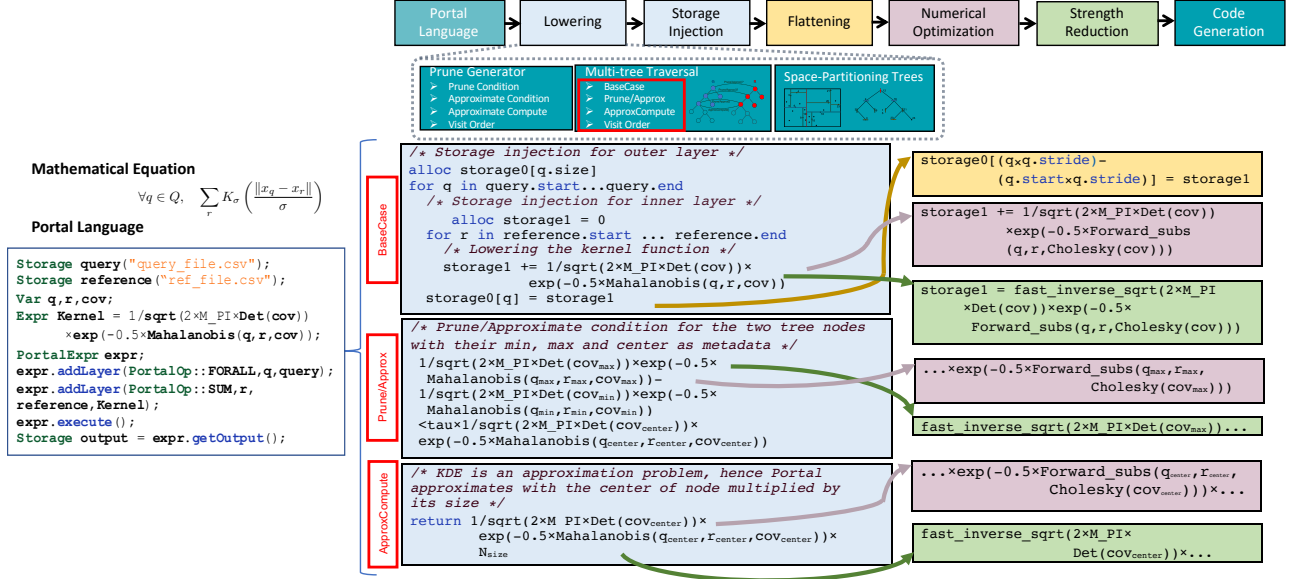 Portal
Language
Lowering
Storage
Injection
Flattening
Numerical
Optimization
Strength
Reduction
Code
Generation
Prune Generator
➢ Prune Condition
➢ Approximate Condition
➢ Approximate Compute
➢ Visit Order
Multi-tree Traversal
➢ BaseCase
➢ Prune/Approx
➢ ApproxCompute
➢ Visit Order
Space-Partitioning Trees
Mathematical Equation
∀q ∈ Q, ∑_r K_σ (‖x_q − x_r‖ / σ)
Portal Language
Storage query("query_file.csv");
Storage reference("ref_file.csv");
Var q,r,cov;
Expr Kernel = 1/sqrt(2×M_PI×Det(cov))
×exp(-0.5×Mahalanobis(q,r,cov));
PortalExpr expr;
expr.addLayer(PortalOp::FORALL,q,query);
expr.addLayer(PortalOp::SUM,r,
reference,Kernel);
expr.execute();
Storage output = expr.getOutput();
BaseCase
/* Storage injection for outer layer */
alloc storage0[q.size]
for q in query.start...query.end
/* Storage injection for inner layer */
alloc storage1 = 0
for r in reference.start ... reference.end
/* Lowering the kernel function */
storage1 += 1/sqrt(2×M_PI×Det(cov))×
exp(-0.5×Mahalanobis(q,r,cov))
storage0[q] = storage1
storage0[(q×q.stride)-
(q.start×q.stride)] = storage1
storage1 += 1/sqrt(2×M_PI×Det(cov))
×exp(-0.5×Forward_subs
(q,r,Cholesky(cov)))
storage1 = fast_inverse_sqrt(2×M_PI
×Det(cov))×exp(-0.5×
Forward_subs(q,r,Cholesky(cov)))
Prune/Approx
/* Prune/Approximate condition for the two tree nodes
with their min, max and center as metadata */
1/sqrt(2×M_PI×Det(cov_max))×exp(-0.5×
Mahalanobis(q_max,r_max,cov_max))-
1/sqrt(2×M_PI×Det(cov_min))×exp(-0.5×
Mahalanobis(q_min,r_min,cov_min))
<tau×1/sqrt(2×M_PI×Det(cov_center))×
exp(-0.5×Mahalanobis(q_center,r_center,cov_center))
...×exp(-0.5×Forward_subs(q_max,r_max,
Cholesky(cov_max)))
fast_inverse_sqrt(2×M_PI×Det(cov_max))...
ApproxCompute
/* KDE is an approximation problem, hence Portal
approximates with the center of node multiplied by
its size */
return 1/sqrt(2×M PI×Det(cov_center))×
exp(-0.5×Mahalanobis(q_center,r_center,cov_center))×
N_size
...×exp(-0.5×Forward_subs(q_center,r_center,
Cholesky(cov_center)))×...
fast_inverse_sqrt(2×M_PI×
Det(cov_center))×...